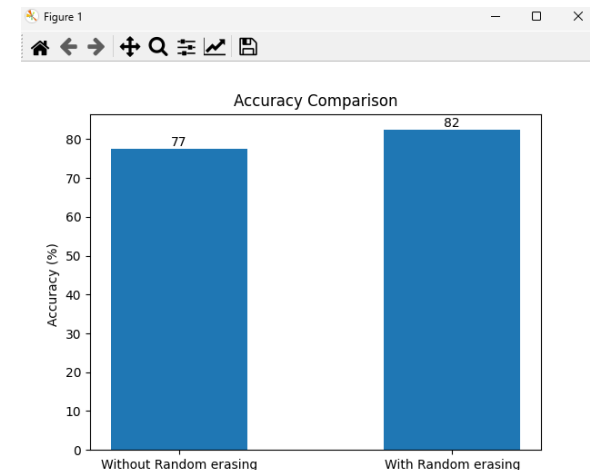 Figure 1
Accuracy Comparison
77
82
80
70
60
50
40
30
20
10
0
Accuracy (%)
Without Random erasing
With Random erasing